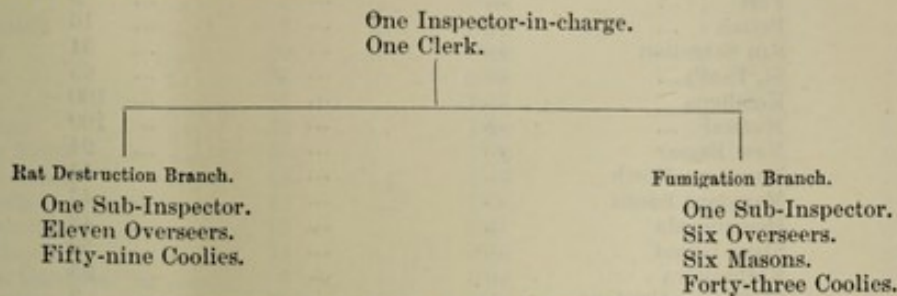 One Inspector-in-charge.
One Clerk.
Rat Destruction Branch.
One Sub-Inspector.
Eleven Overseers.
Fifty-nine Coolies.
Fumigation Branch.
One Sub-Inspector.
Six Overseers.
Six Masons.
Forty-three Coolies.